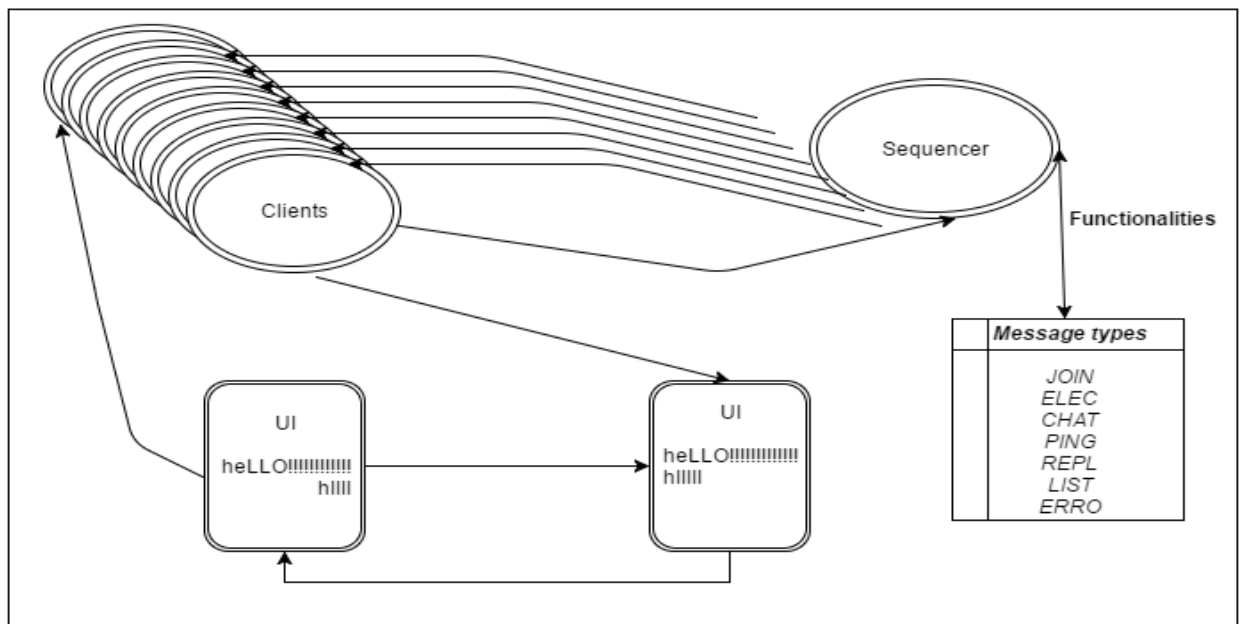 Clients
Sequencer
Functionalities
Message types
JOIN
ELEC
CHAT
PING
REPL
LIST
ERRO
UI
heLLO!!!!!!!!!!!!!
hIIII
UI
heLLO!!!!!!!!!!!!!!
hIIIII